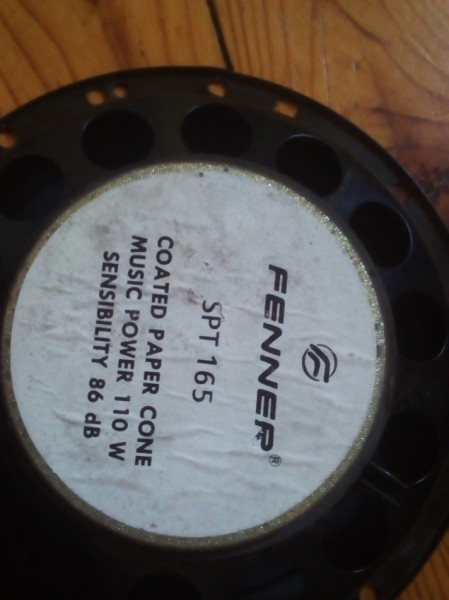 FENNER®
SPT 165
COATED PAPER CONE
MUSIC POWER 110 W
SENSIBILITY 86 dB